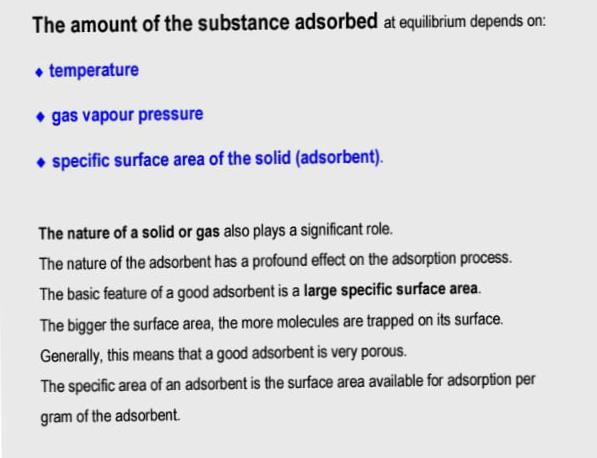 The amount of the substance adsorbed at equilibrium depends on:
♦ temperature
♦ gas vapour pressure
♦ specific surface area of the solid (adsorbent).
The nature of a solid or gas also plays a significant role.
The nature of the adsorbent has a profound effect on the adsorption process.
The basic feature of a good adsorbent is a large specific surface area.
The bigger the surface area, the more molecules are trapped on its surface.
Generally, this means that a good adsorbent is very porous.
The specific area of an adsorbent is the surface area available for adsorption per
gram of the adsorbent.